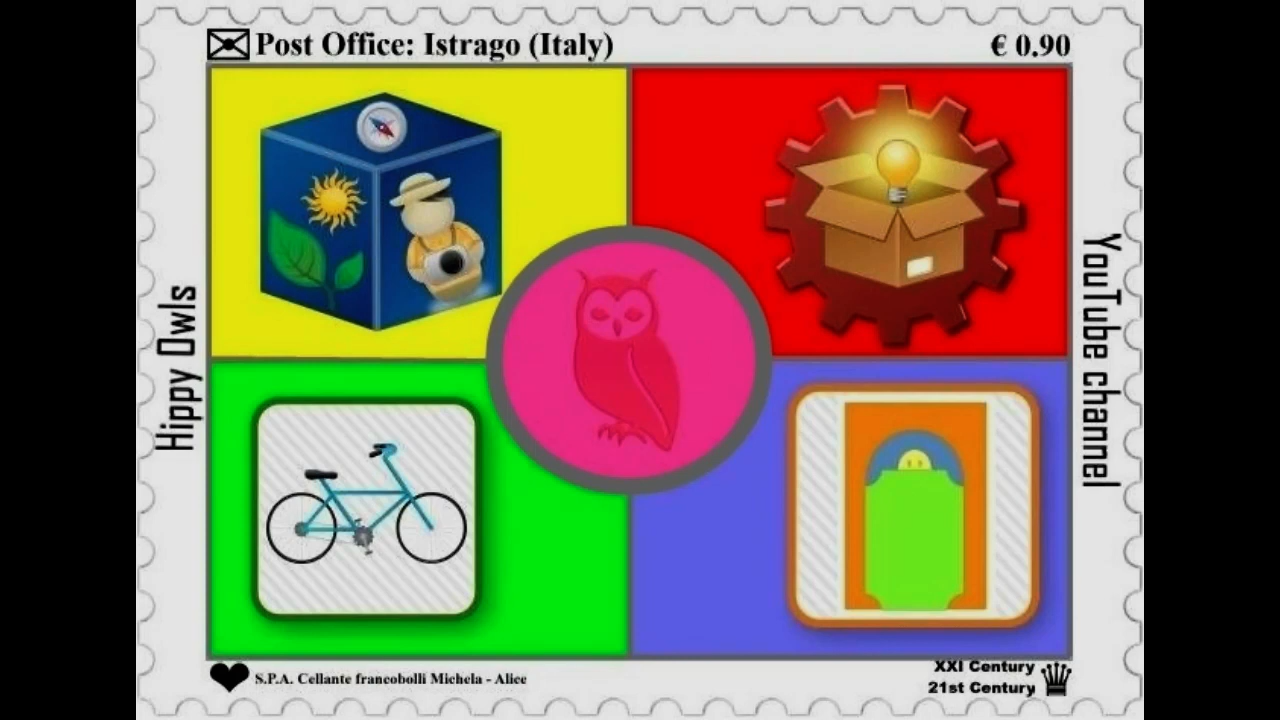 Post Office: Istrago (Italy)
€ 0.90
Hippy Owls
YouTube channel
S.P.A. Cellante francobolli Michela - Alice
XXI Century
21st Century